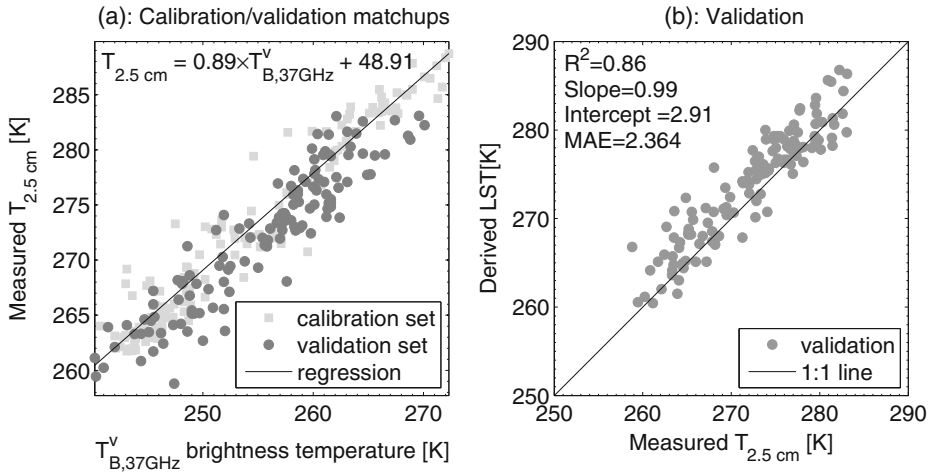 (a): Calibration/validation matchups
T2.5 cm = 0.89×TvB,37GHz + 48.91
Measured T2.5 cm [K]
285
280
275
270
265
260
calibration set
validation set
regression
250
260
270
TvB,37GHz brightness temperature [K]
(b): Validation
R2=0.86
Slope=0.99
Intercept =2.91
MAE=2.364
Derived LST[K]
290
280
270
260
250
validation
1:1 line
250
260
270
280
290
Measured T2.5 cm [K]